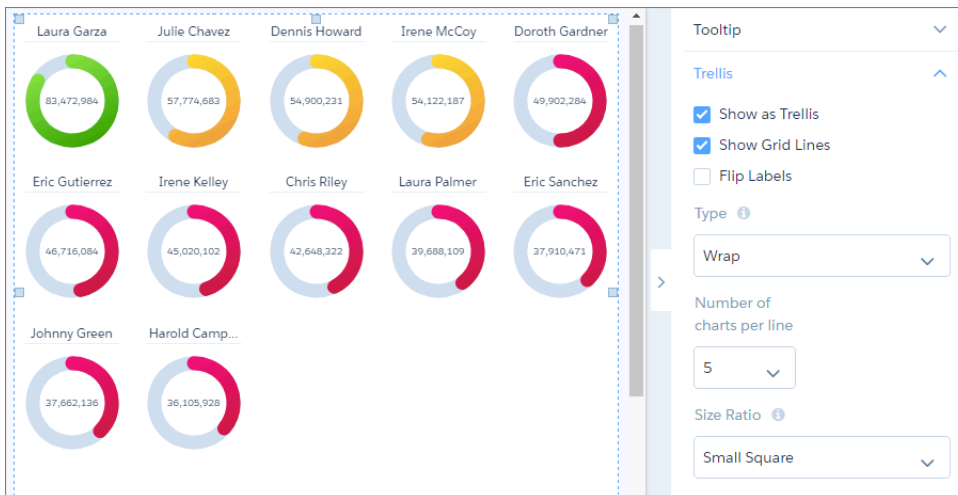 Laura Garza Julie Chavez Dennis Howard Irene McCoy Doroth Gardner
83,472,984 57,774,683 54,900,231 54,122,187 49,902,284
Eric Gutierrez Irene Kelley Chris Riley Laura Palmer Eric Sanchez
46,716,084 45,020,102 42,648,322 39,688,109 37,910,471
Johnny Green Harold Camp...
37,662,136 36,105,928
Tooltip
Trellis
Show as Trellis
Show Grid Lines
Flip Labels
Type
Wrap
Number of
charts per line
5
Size Ratio
Small Square